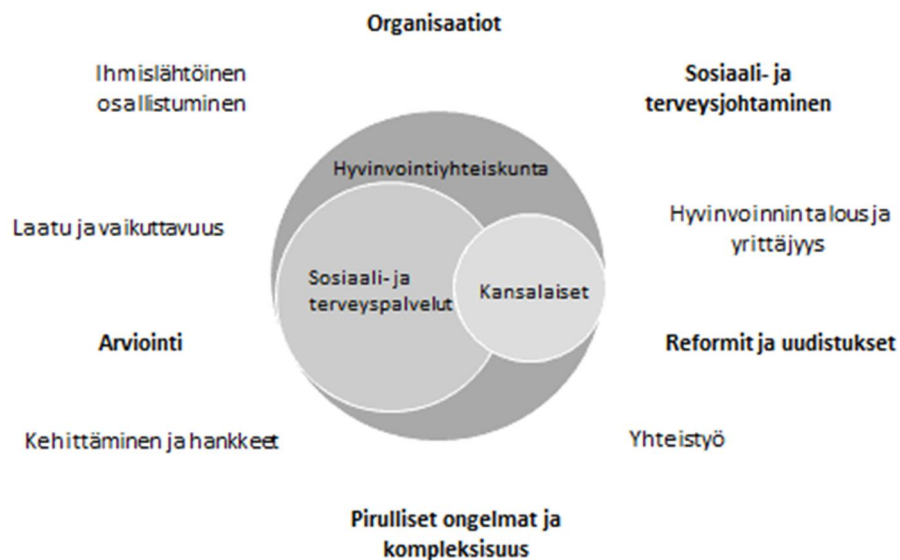 Organisaatiot
Ihmislähtöinen
osallistuminen
Sosiaali- ja
terveysjohtaminen
Hyvinvointiyhteiskunta
Laatu ja vaikuttavuus
Hyvinvoinnin talous ja
yrittäjyys
Sosiaali- ja
terveyspalvelut
Kansalaiset
Arviointi
Reformit ja uudistukset
Kehittäminen ja hankkeet
Yhteistyö
Pirulliset ongelmat ja
kompleksisuus